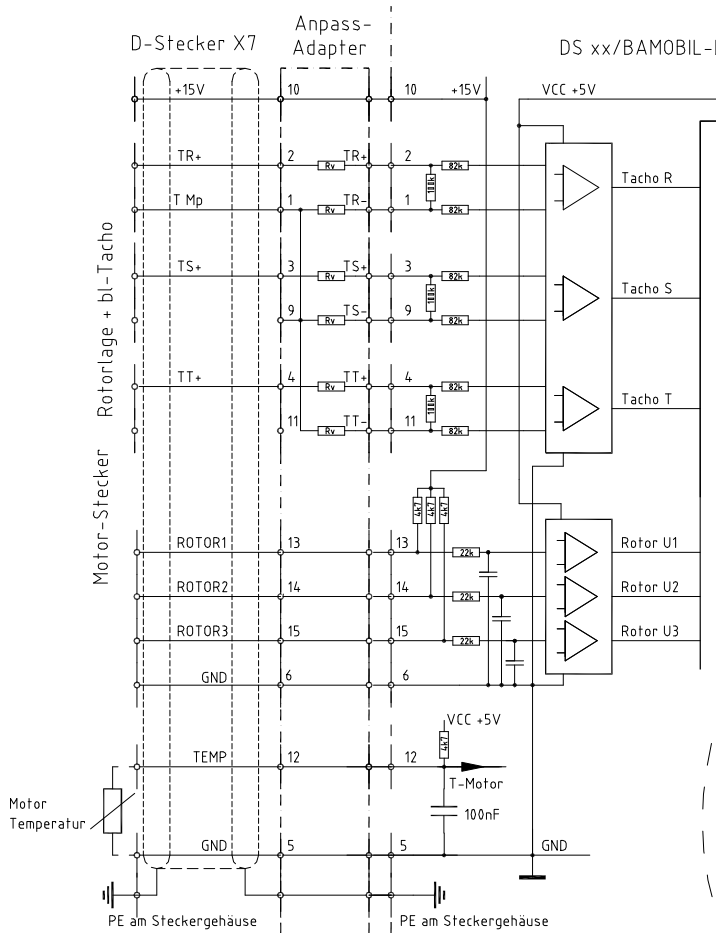 D-Stecker X7
Anpass-
Adapter
DS xx/BAMOBIL-
+15V 10 10 +15V VCC +5V
TR+ 2 Rv TR+ 2 82k
100k
Tacho R
T Mp 1 Rv TR- 1 82k
TS+ 3 Rv TS+ 3 82k
100k
Tacho S
9 Rv TS- 9 82k
TT+ 4 Rv TT+ 4 82k
100k
Tacho T
11 Rv TT- 11 82k
4k7 4k7 4k7
ROTOR1 13 13 22k Rotor U1
ROTOR2 14 14 22k Rotor U2
ROTOR3 15 15 22k Rotor U3
GND 6 6
Motor-Stecker
Rotorlage + bl-Tacho
VCC +5V
4k7
TEMP 12 12
T-Motor
Motor
Temperatur
100nF
GND 5 5 GND
PE am Steckergehäuse
PE am Steckergehäuse